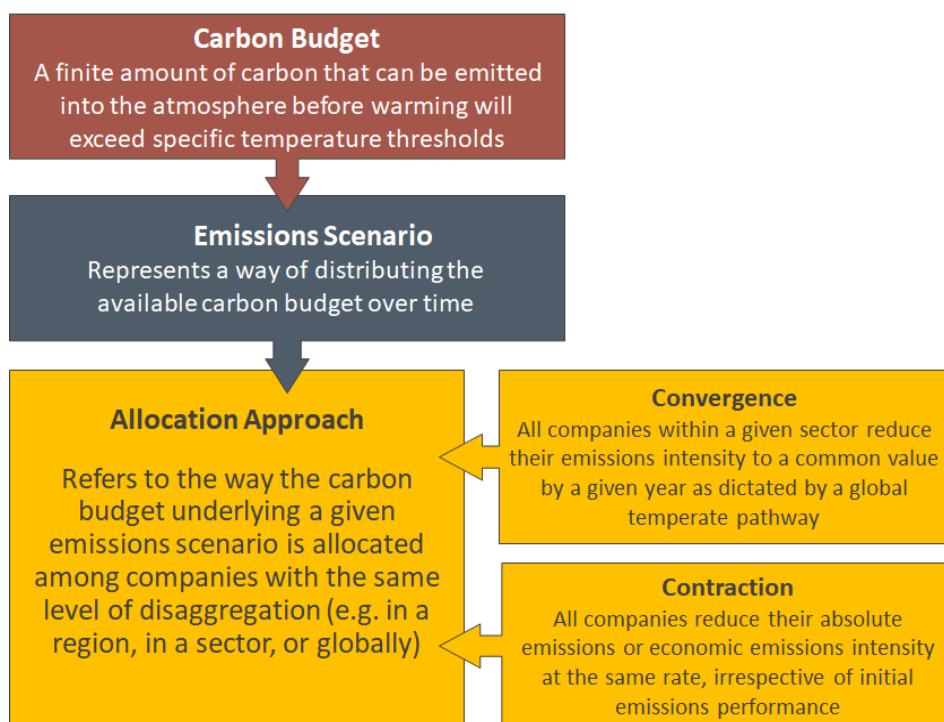 Carbon Budget
A finite amount of carbon that can be emitted
into the atmosphere before warming will
exceed specific temperature thresholds
Emissions Scenario
Represents a way of distributing the
available carbon budget over time
Allocation Approach
Refers to the way the carbon
budget underlying a given
emissions scenario is allocated
among companies with the same
level of disaggregation (e.g. in a
region, in a sector, or globally)
Convergence
All companies within a given sector reduce
their emissions intensity to a common value
by a given year as dictated by a global
temperate pathway
Contraction
All companies reduce their absolute
emissions or economic emissions intensity
at the same rate, irrespective of initial
emissions performance